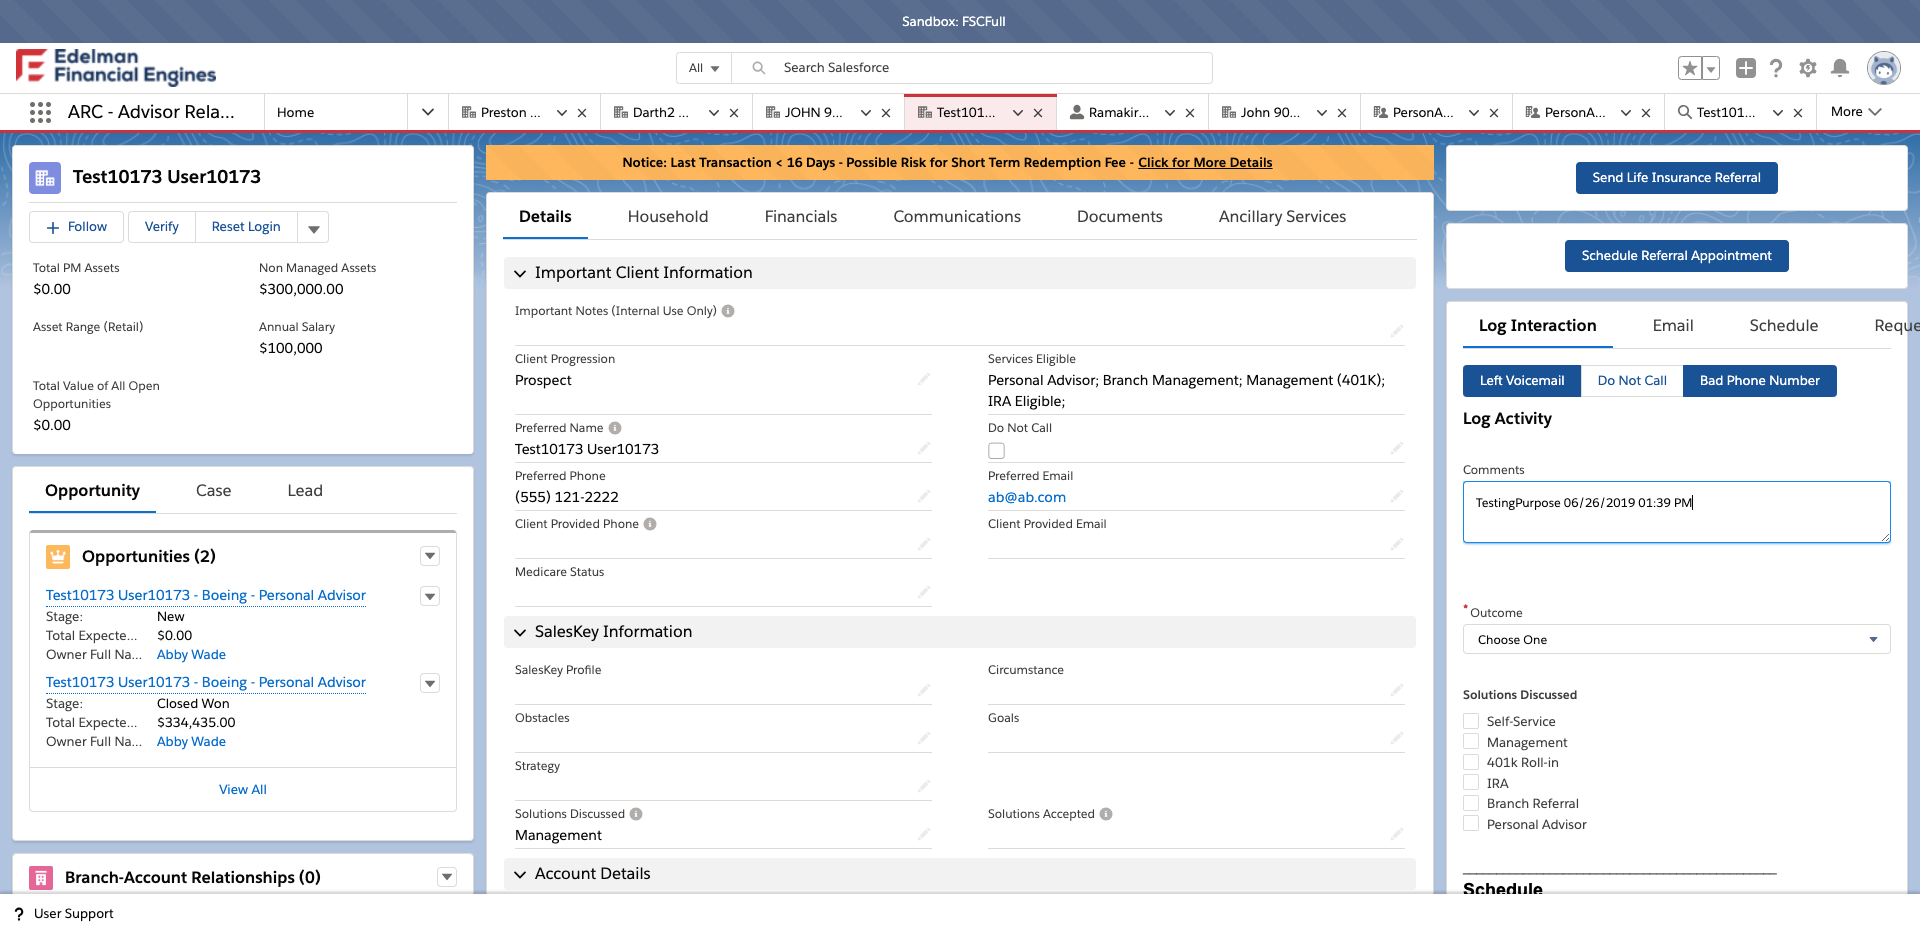 Sandbox: FSCFull
Edelman
Financial Engines
All
Search Salesforce
ARC - Advisor Rela...
Home
Preston ...
Darth2 ...
JOHN 9...
Test101...
Ramakir...
John 90...
PersonA...
PersonA...
Test101...
More
Test10173 User10173
Follow
Verify
Reset Login
Total PM Assets
$0.00
Non Managed Assets
$300,000.00
Asset Range (Retail)
Annual Salary
$100,000
Total Value of All Open
Opportunities
$0.00
Opportunity
Case
Lead
Opportunities (2)
Test10173 User10173 - Boeing - Personal Advisor
Stage: New
Total Expecte... $0.00
Owner Full Na... Abby Wade
Test10173 User10173 - Boeing - Personal Advisor
Stage: Closed Won
Total Expecte... $334,435.00
Owner Full Na... Abby Wade
View All
Branch-Account Relationships (0)
Notice: Last Transaction < 16 Days - Possible Risk for Short Term Redemption Fee - Click for More Details
Details
Household
Financials
Communications
Documents
Ancillary Services
Important Client Information
Important Notes (Internal Use Only)
Client Progression
Prospect
Services Eligible
Personal Advisor; Branch Management; Management (401K);
IRA Eligible;
Preferred Name
Test10173 User10173
Do Not Call
Preferred Phone
(555) 121-2222
Preferred Email
ab@ab.com
Client Provided Phone
Client Provided Email
Medicare Status
SalesKey Information
SalesKey Profile
Circumstance
Obstacles
Goals
Strategy
Solutions Discussed
Management
Solutions Accepted
Account Details
Send Life Insurance Referral
Schedule Referral Appointment
Log Interaction
Email
Schedule
Reque
Left Voicemail
Do Not Call
Bad Phone Number
Log Activity
Comments
TestingPurpose 06/26/2019 01:39 PM
* Outcome
Choose One
Solutions Discussed
Self-Service
Management
401k Roll-in
IRA
Branch Referral
Personal Advisor
Schedule
? User Support